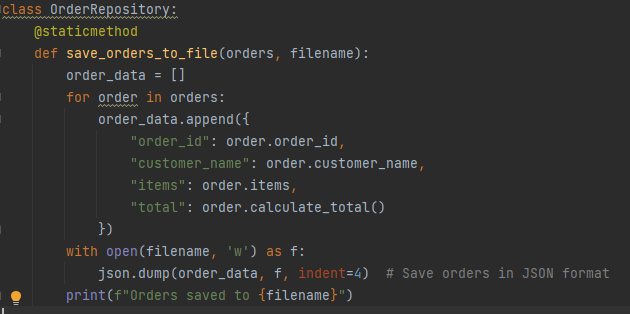 class OrderRepository:
    @staticmethod
    def save_orders_to_file(orders, filename):
        order_data = []
        for order in orders:
            order_data.append({
                "order_id": order.order_id,
                "customer_name": order.customer_name,
                "items": order.items,
                "total": order.calculate_total()
            })
        with open(filename, 'w') as f:
            json.dump(order_data, f, indent=4)  # Save orders in JSON format
        print(f"Orders saved to {filename}")